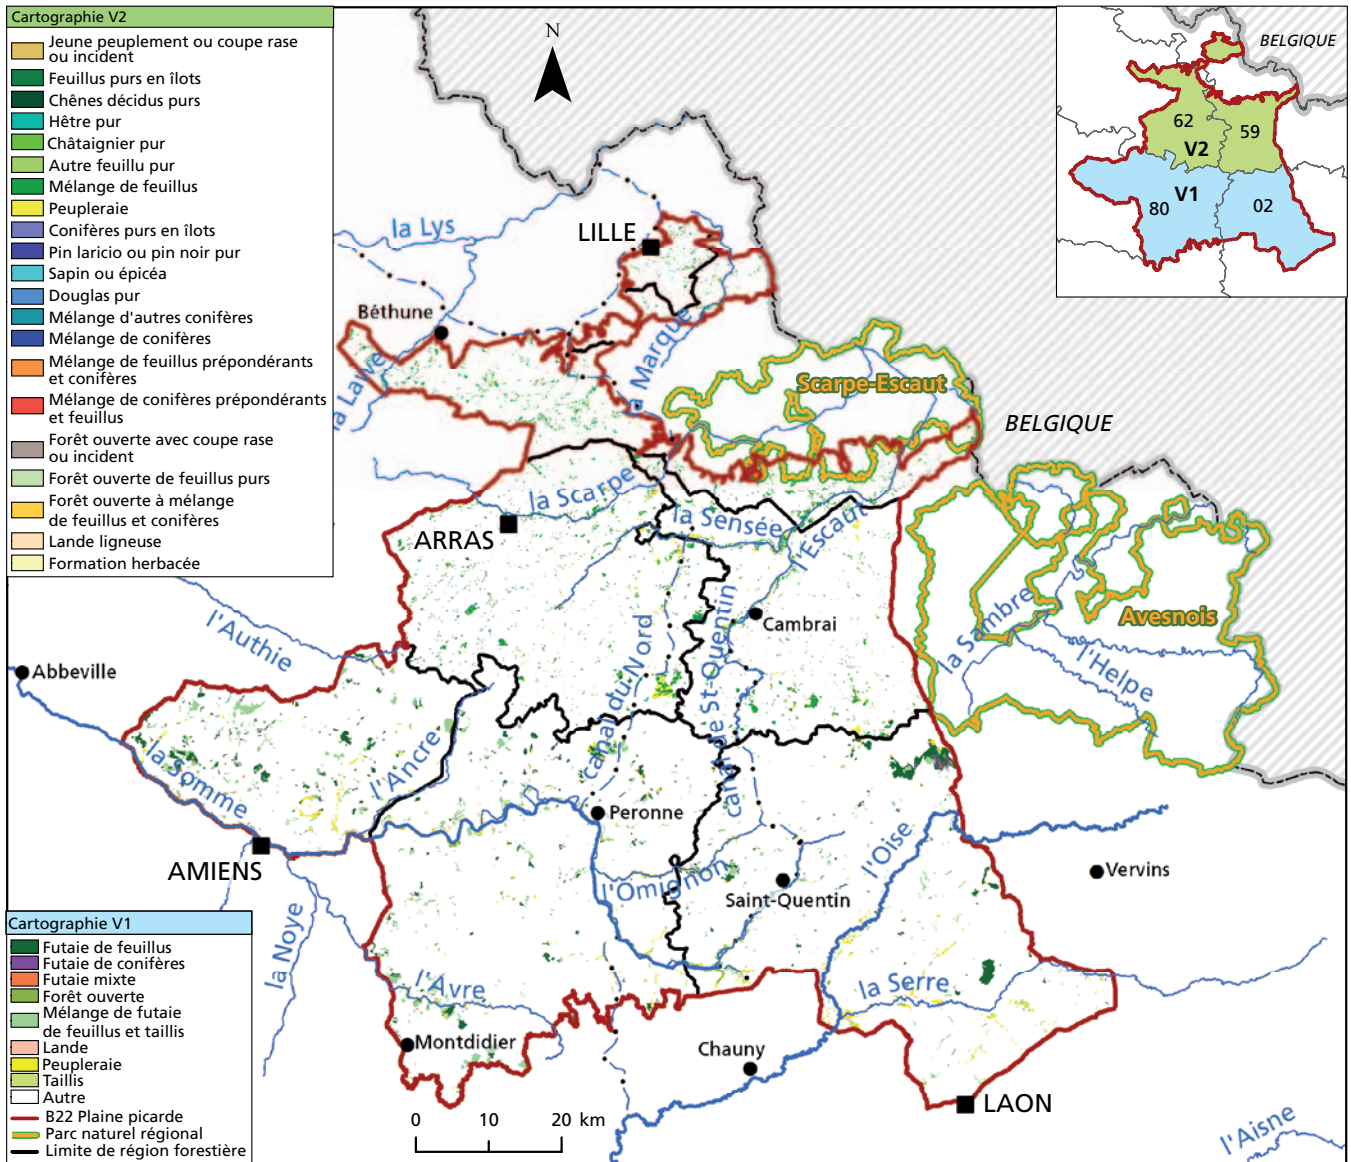 Cartographie V2
Jeune peuplement ou coupe rase
ou incident
Feuillus purs en îlots
Chênes décidus purs
Hêtre pur
Châtaignier pur
Autre feuillu pur
Mélange de feuillus
Peupleraie
Conifères purs en îlots
Pin laricio ou pin noir pur
Sapin ou épicéa
Douglas pur
Mélange d'autres conifères
Mélange de conifères
Mélange de feuillus prépondérants
et conifères
Mélange de conifères prépondérants
et feuillus
Forêt ouverte avec coupe rase
ou incident
Forêt ouverte de feuillus purs
Forêt ouverte à mélange
de feuillus et conifères
Lande ligneuse
Formation herbacée
N
BELGIQUE
62
59
V2
V1
80
02
la Lys
LILLE
Béthune
la Marque
la Lawe
Scarpe-Escaut
BELGIQUE
la Scarpe
la Sensée
l'Escaut
ARRAS
Avesnois
la Sambre
l'Helpe
Cambrai
l'Authie
Abbeville
canal du Nord
canal de St-Quentin
la Somme
l'Ancre
Peronne
AMIENS
l'Omignon
l'Oise
Vervins
Saint-Quentin
la Noye
l'Avre
la Serre
Montdidier
Chauny
LAON
l'Aisne
0 10 20 km
Cartographie V1
Futaie de feuillus
Futaie de conifères
Futaie mixte
Forêt ouverte
Mélange de futaie
de feuillus et taillis
Lande
Peupleraie
Taillis
Autre
B22 Plaine picarde
Parc naturel régional
Limite de région forestière